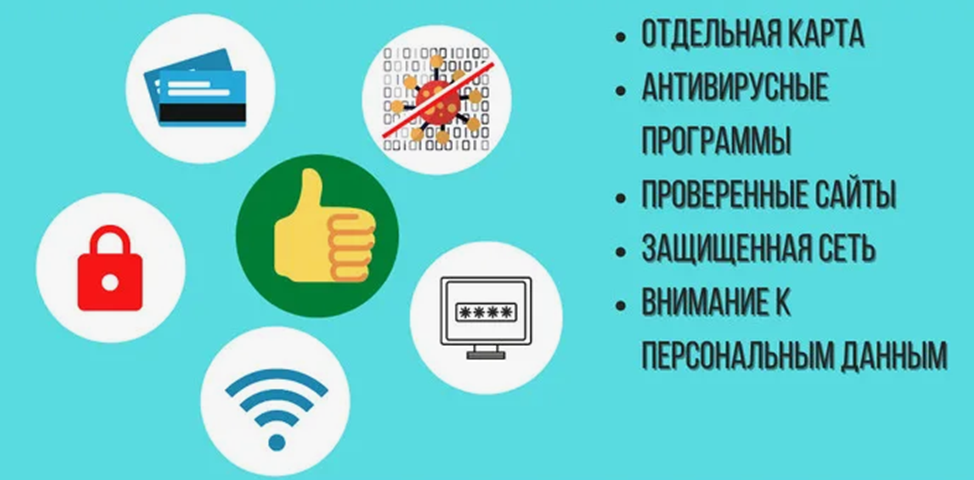 • ОТДЕЛЬНАЯ КАРТА
• АНТИВИРУСНЫЕ
ПРОГРАММЫ
• ПРОВЕРЕННЫЕ САЙТЫ
• ЗАЩИЩЕННАЯ СЕТЬ
• ВНИМАНИЕ К
ПЕРСОНАЛЬНЫМ ДАННЫМ
****